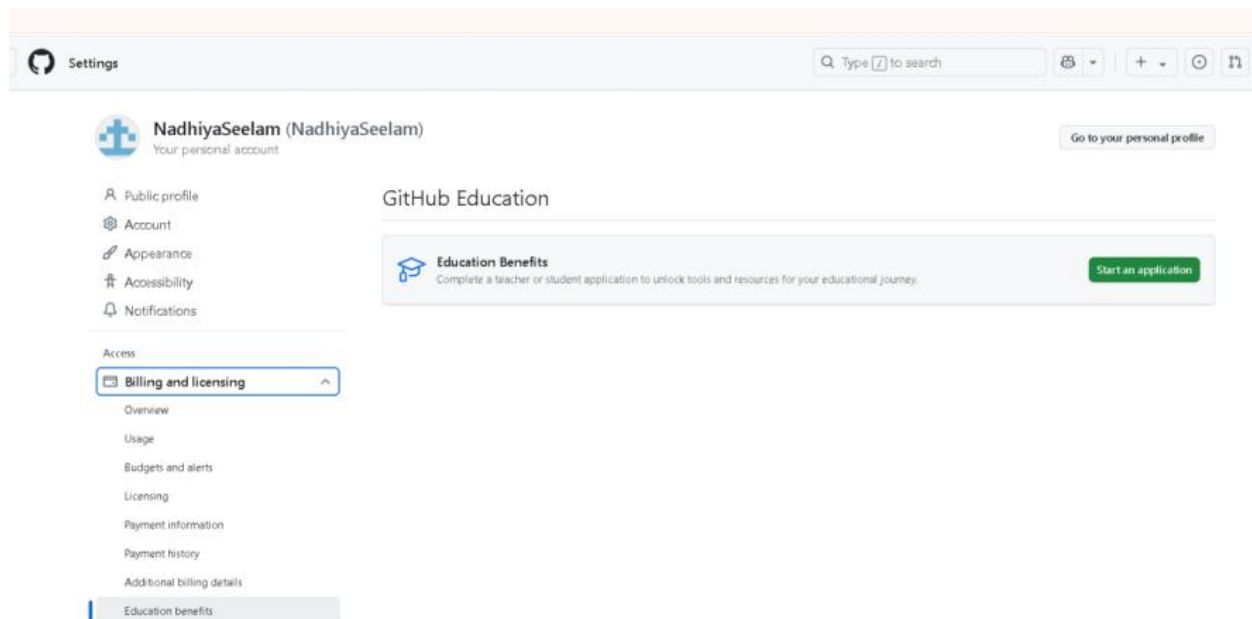 Settings
Type / to search
NadhiyaSeelam (NadhiyaSeelam)
Your personal account
Go to your personal profile
Public profile
Account
Appearance
Accessibility
Notifications
GitHub Education
Education Benefits
Complete a teacher or student application to unlock tools and resources for your educational journey.
Start an application
Access
Billing and licensing
Overview
Usage
Budgets and alerts
Licensing
Payment information
Payment history
Additional billing details
Education benefits